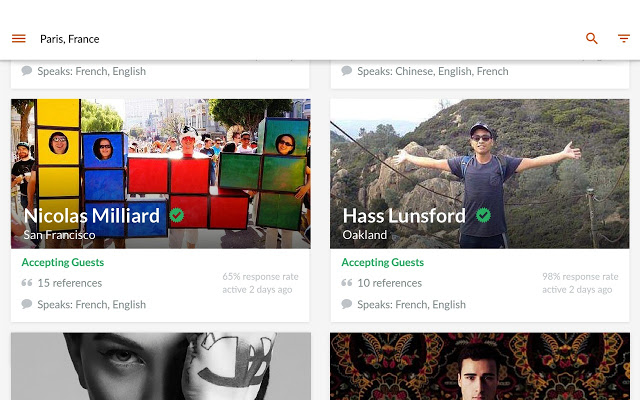 Paris, France
Speaks: French, English
Speaks: Chinese, English, French
Nicolas Milliard
San Francisco
Accepting Guests
65% response rate
15 references
active 2 days ago
Speaks: French, English
Hass Lunsford
Oakland
Accepting Guests
98% response rate
10 references
active 2 days ago
Speaks: French, English